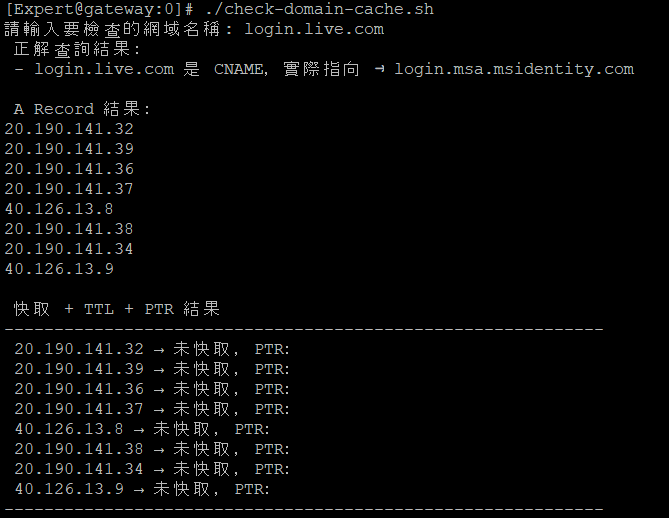 [Expert@gateway:0]# ./check-domain-cache.sh
請輸入要檢查的網域名稱: login.live.com
正解查詢結果:
- login.live.com 是 CNAME, 實際指向 → login.msa.msidentity.com
A Record 結果:
20.190.141.32
20.190.141.39
20.190.141.36
20.190.141.37
40.126.13.8
20.190.141.38
20.190.141.34
40.126.13.9
快取 + TTL + PTR 結果
------------------------------------------------------------
20.190.141.32 → 未快取, PTR:
20.190.141.39 → 未快取, PTR:
20.190.141.36 → 未快取, PTR:
20.190.141.37 → 未快取, PTR:
40.126.13.8 → 未快取, PTR:
20.190.141.38 → 未快取, PTR:
20.190.141.34 → 未快取, PTR:
40.126.13.9 → 未快取, PTR:
------------------------------------------------------------